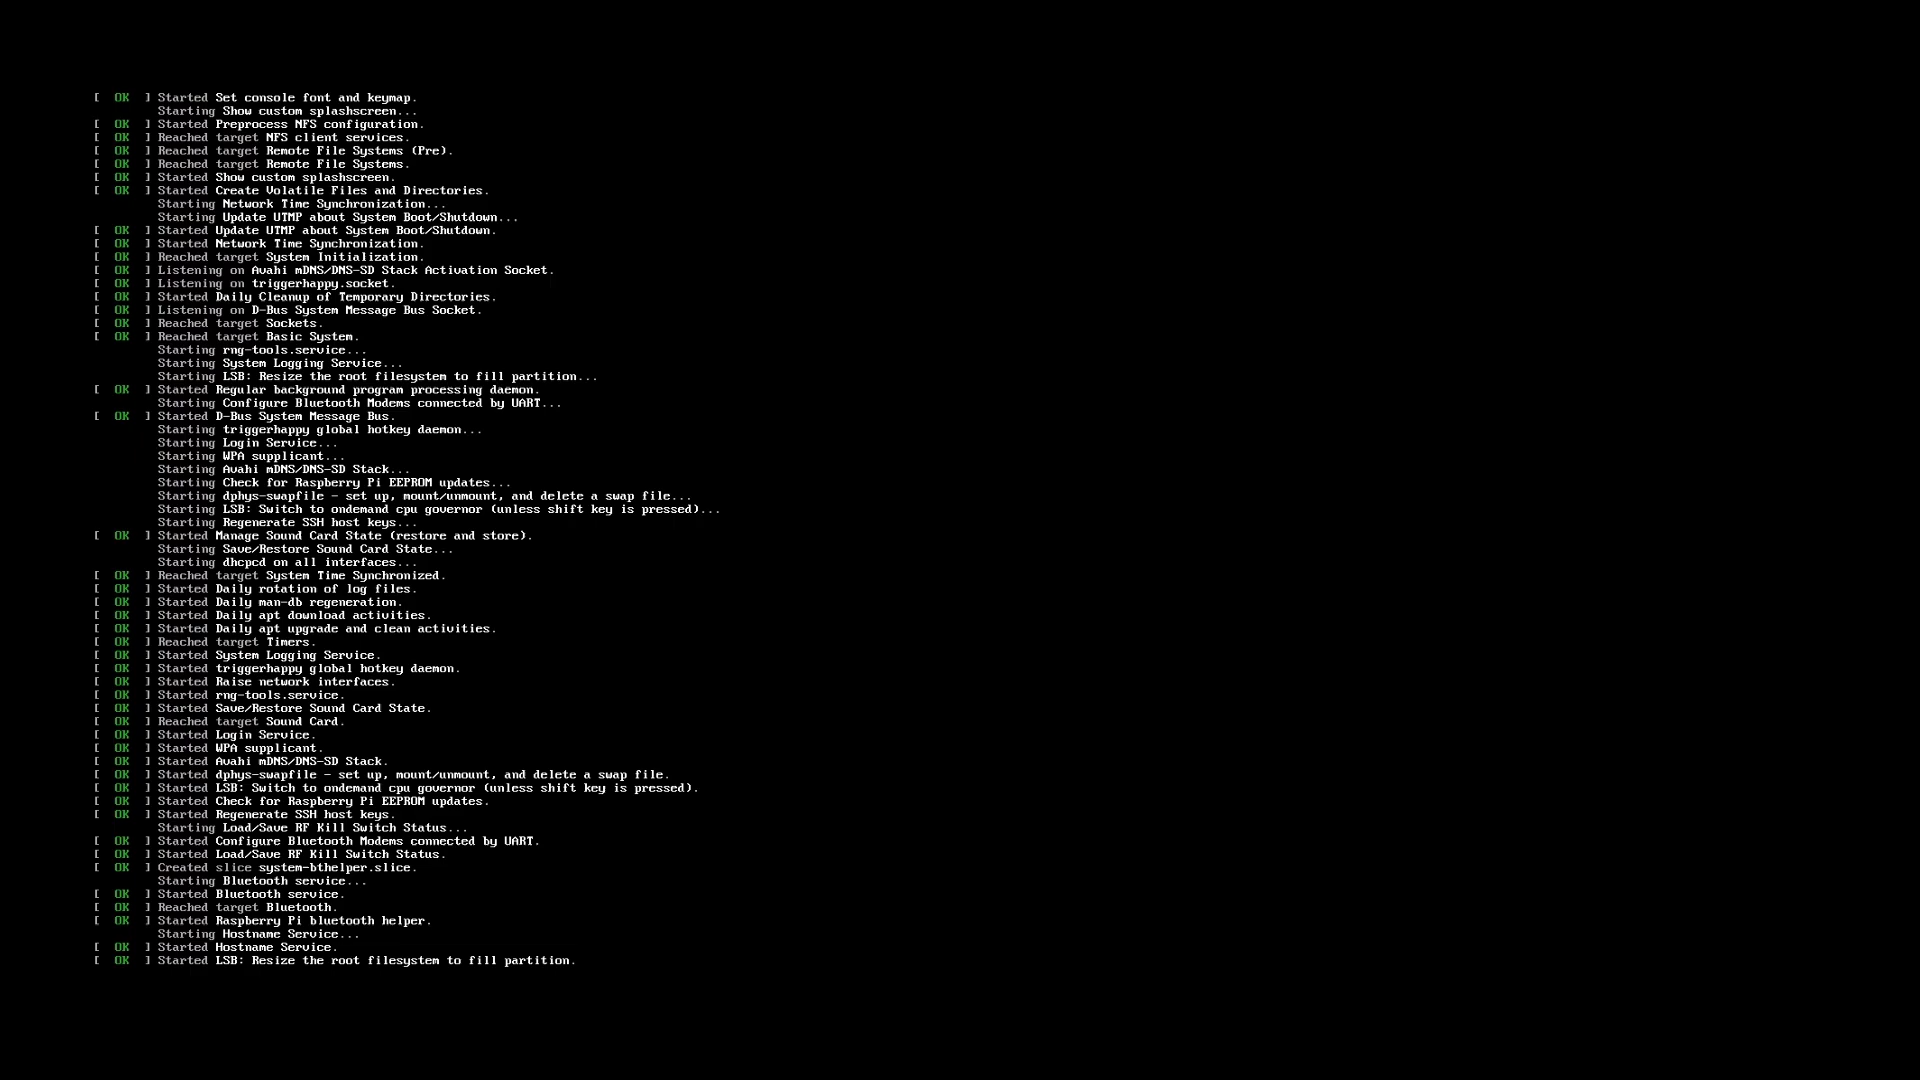 [  OK  ] Started Set console font and keymap.
         Starting Show custom splashscreen...
[  OK  ] Started Preprocess NFS configuration.
[  OK  ] Reached target NFS client services.
[  OK  ] Reached target Remote File Systems (Pre).
[  OK  ] Reached target Remote File Systems.
[  OK  ] Started Show custom splashscreen.
[  OK  ] Started Create Volatile Files and Directories.
         Starting Network Time Synchronization...
         Starting Update UTMP about System Boot/Shutdown...
[  OK  ] Started Update UTMP about System Boot/Shutdown.
[  OK  ] Started Network Time Synchronization.
[  OK  ] Reached target System Initialization.
[  OK  ] Listening on Avahi mDNS/DNS-SD Stack Activation Socket.
[  OK  ] Listening on triggerhappy.socket.
[  OK  ] Started Daily Cleanup of Temporary Directories.
[  OK  ] Listening on D-Bus System Message Bus Socket.
[  OK  ] Reached target Sockets.
[  OK  ] Reached target Basic System.
         Starting rng-tools.service...
         Starting System Logging Service...
         Starting LSB: Resize the root filesystem to fill partition...
[  OK  ] Started Regular background program processing daemon.
         Starting Configure Bluetooth Modems connected by UART...
[  OK  ] Started D-Bus System Message Bus.
         Starting triggerhappy global hotkey daemon...
         Starting Login Service...
         Starting WPA supplicant...
         Starting Avahi mDNS/DNS-SD Stack...
         Starting Check for Raspberry Pi EEPROM updates...
         Starting dphys-swapfile - set up, mount/unmount, and delete a swap file...
         Starting LSB: Switch to ondemand cpu governor (unless shift key is pressed)...
         Starting Regenerate SSH host keys...
[  OK  ] Started Manage Sound Card State (restore and store).
         Starting Save/Restore Sound Card State...
         Starting dhcpcd on all interfaces...
[  OK  ] Reached target System Time Synchronized.
[  OK  ] Started Daily rotation of log files.
[  OK  ] Started Daily man-db regeneration.
[  OK  ] Started Daily apt download activities.
[  OK  ] Started Daily apt upgrade and clean activities.
[  OK  ] Reached target Timers.
[  OK  ] Started System Logging Service.
[  OK  ] Started triggerhappy global hotkey daemon.
[  OK  ] Started Raise network interfaces.
[  OK  ] Started rng-tools.service.
[  OK  ] Started Save/Restore Sound Card State.
[  OK  ] Reached target Sound Card.
[  OK  ] Started Login Service.
[  OK  ] Started WPA supplicant.
[  OK  ] Started Avahi mDNS/DNS-SD Stack.
[  OK  ] Started dphys-swapfile - set up, mount/unmount, and delete a swap file.
[  OK  ] Started LSB: Switch to ondemand cpu governor (unless shift key is pressed).
[  OK  ] Started Check for Raspberry Pi EEPROM updates.
[  OK  ] Started Regenerate SSH host keys.
         Starting Load/Save RF Kill Switch Status...
[  OK  ] Started Configure Bluetooth Modems connected by UART.
[  OK  ] Started Load/Save RF Kill Switch Status.
[  OK  ] Created slice system-bthelper.slice.
         Starting Bluetooth service...
[  OK  ] Started Bluetooth service.
[  OK  ] Reached target Bluetooth.
[  OK  ] Started Raspberry Pi bluetooth helper.
         Starting Hostname Service...
[  OK  ] Started Hostname Service.
[  OK  ] Started LSB: Resize the root filesystem to fill partition.